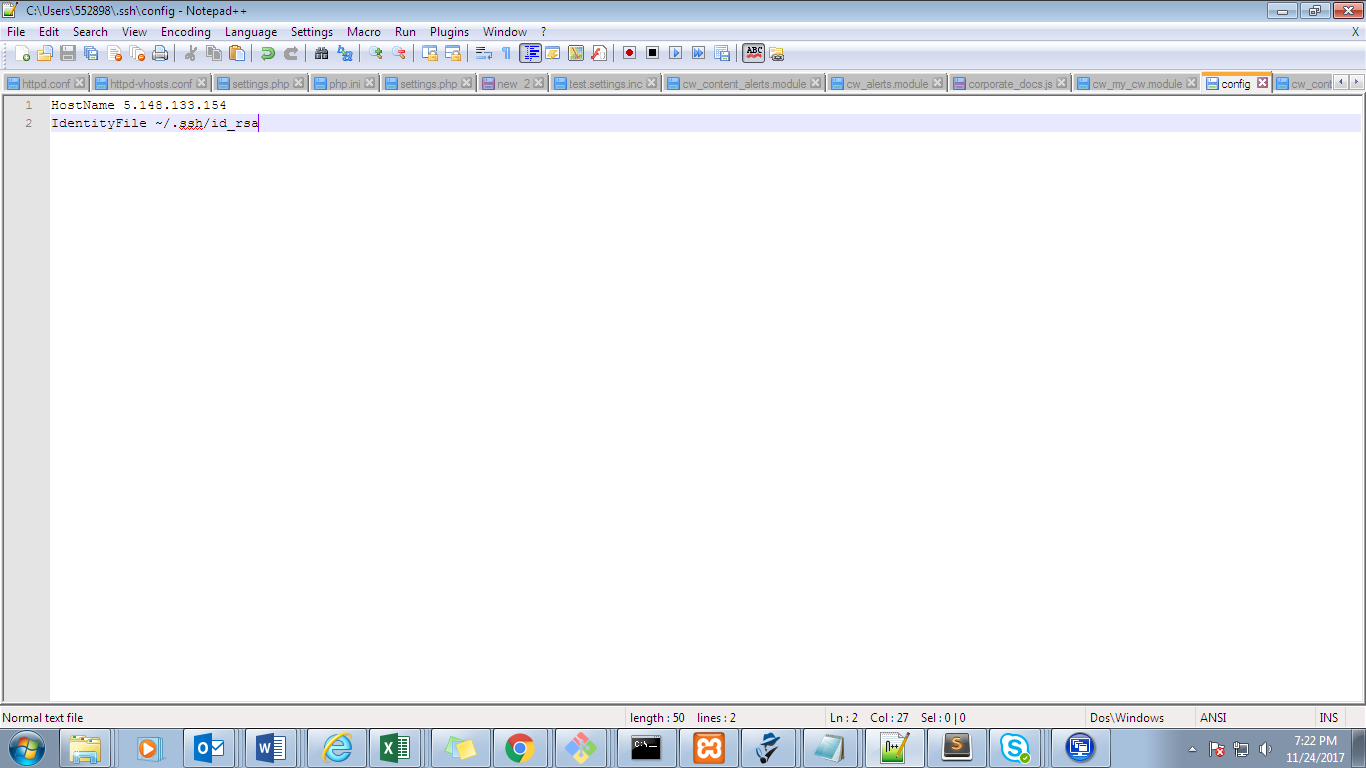 C:\Users\552898\.ssh\config - Notepad++
File Edit Search View Encoding Language Settings Macro Run Plugins Window ? X
ABC
httpd.conf httpd-vhosts.conf settings.php php.ini settings.php new 2 test.settings.inc cw_content_alerts.module cw_alerts.module corporate_docs.js cw_my_cw.module config cw_cont
1 HostName 5.148.133.154
2 IdentityFile ~/.ssh/id_rsa
Normal text file length : 50 lines : 2 Ln : 2 Col : 27 Sel : 0 | 0 Dos\Windows ANSI INS
7:22 PM
11/24/2017